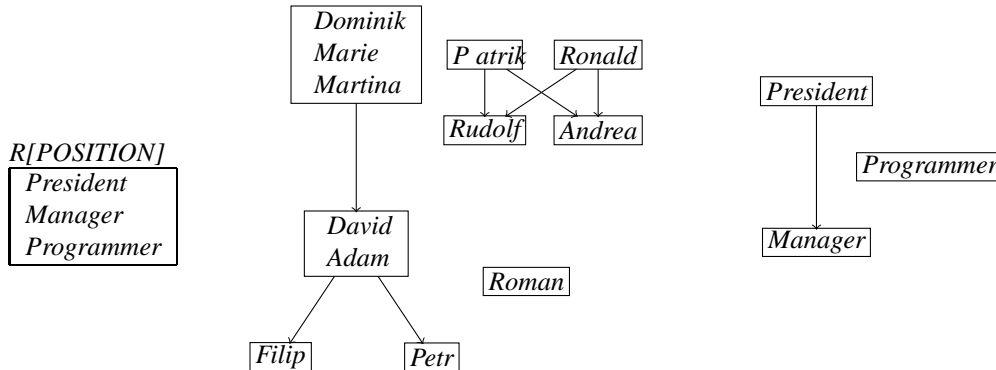 Dominik
Marie
Martina
P atrik
Ronald
Rudolf
Andrea
President
Programmer
Manager
R[POSITION]
President
Manager
Programmer
David
Adam
Roman
Filip
Petr